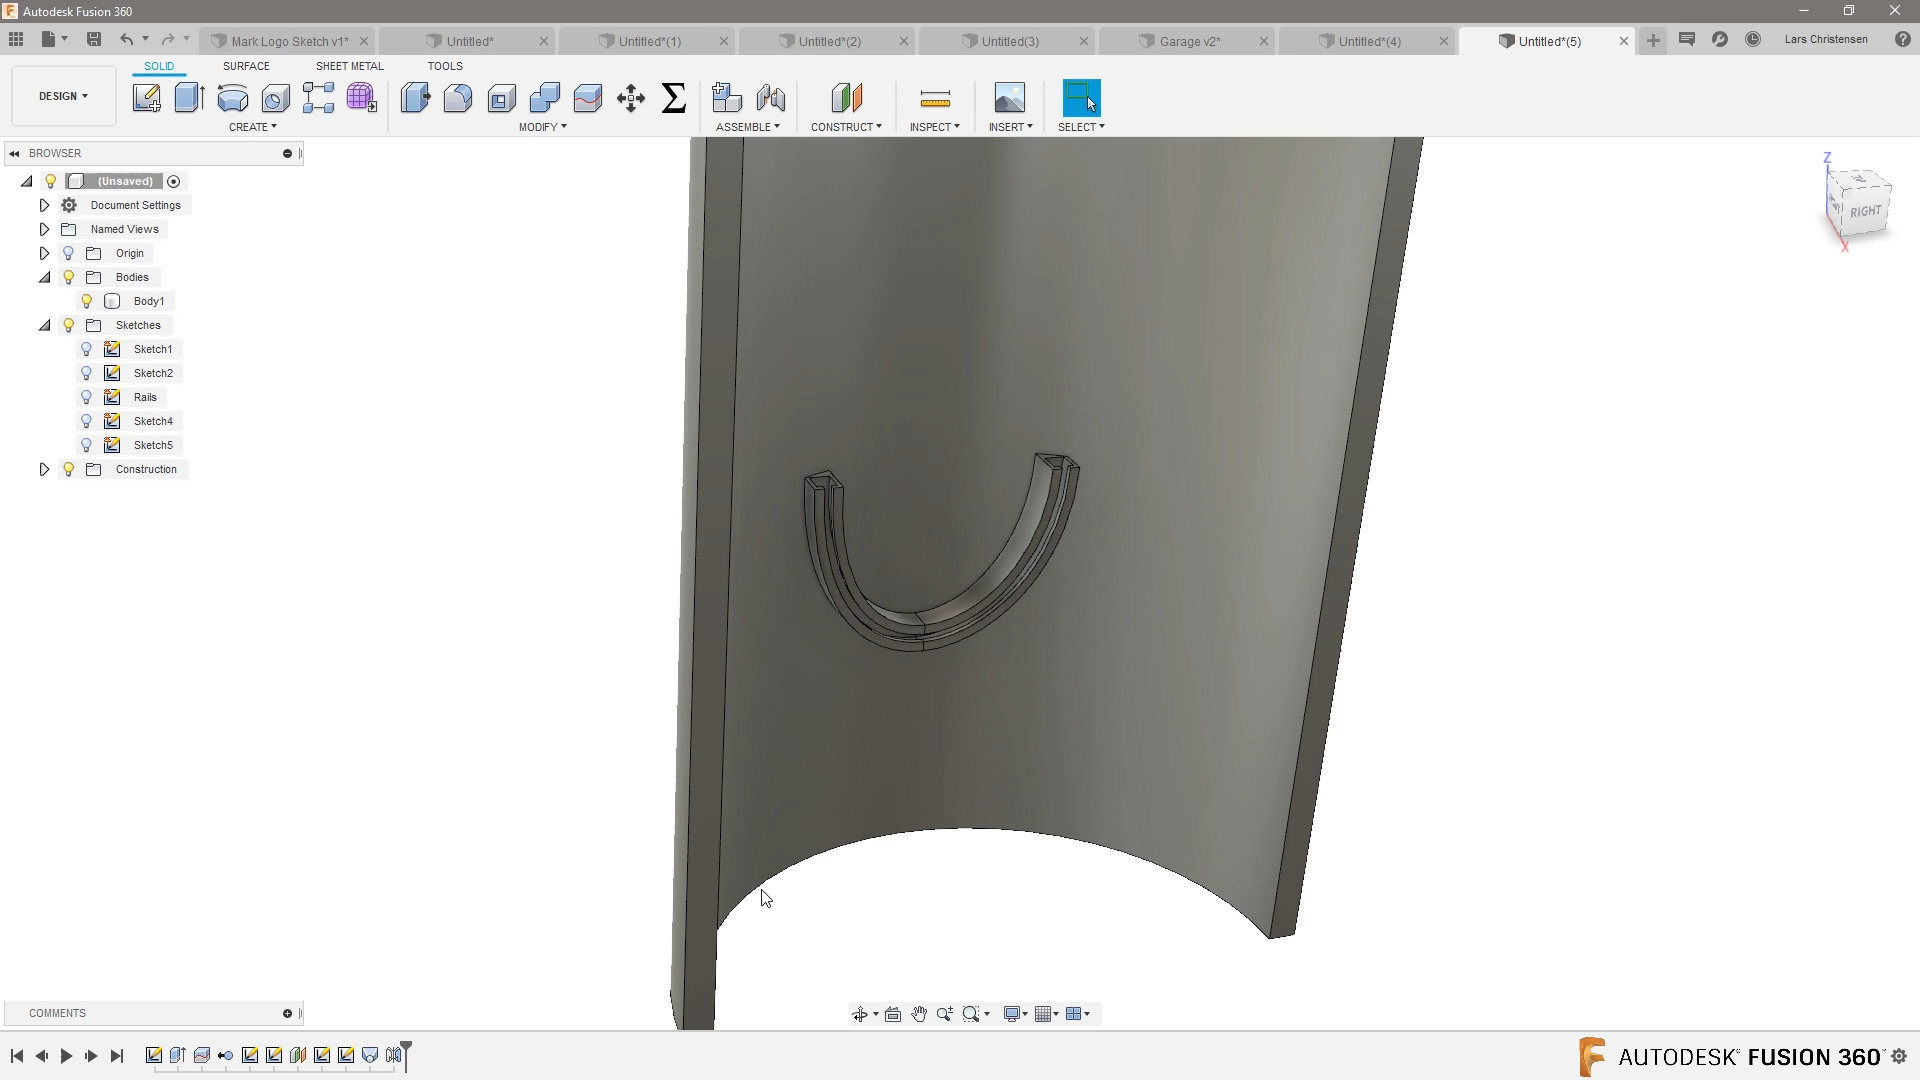 Autodesk Fusion 360
Mark Logo Sketch v1*
Untitled*
Untitled*(1)
Untitled*(2)
Untitled(3)
Garage v2*
Untitled*(4)
Untitled*(5)
Lars Christensen
DESIGN
SOLID
SURFACE
SHEET METAL
TOOLS
CREATE
MODIFY
ASSEMBLE
CONSTRUCT
INSPECT
INSERT
SELECT
BROWSER
(Unsaved)
Document Settings
Named Views
Origin
Bodies
Body1
Sketches
Sketch1
Sketch2
Rails
Sketch4
Sketch5
Construction
Z
RIGHT
X
COMMENTS
AUTODESK® FUSION 360™